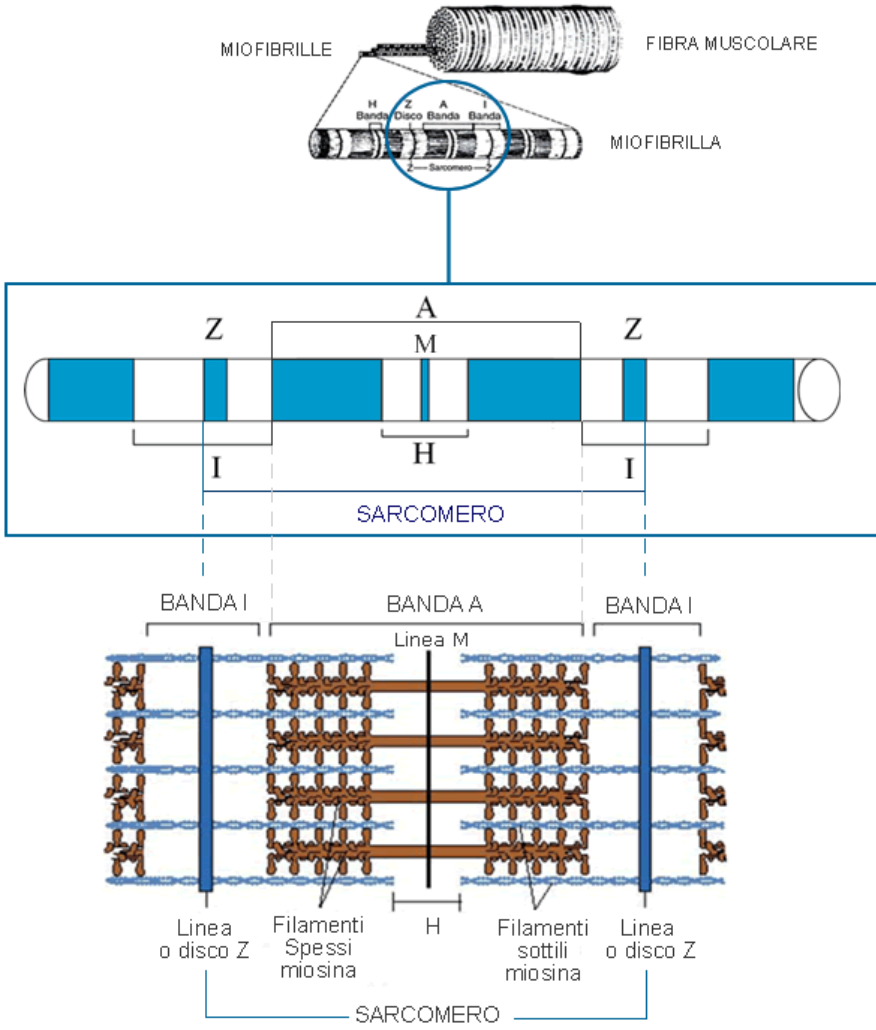 MIOFIBRILLE
FIBRA MUSCOLARE
H Z A I
Banda Disco Banda Banda
MIOFIBRILLA
Z Sarcomero Z
A
Z M Z
I H I
SARCOMERO
BANDA I BANDA A BANDA I
Linea M
Linea
o disco Z
Filamenti
Spessi
miosina
H
Filamenti
sottili
miosina
Linea
o disco Z
SARCOMERO